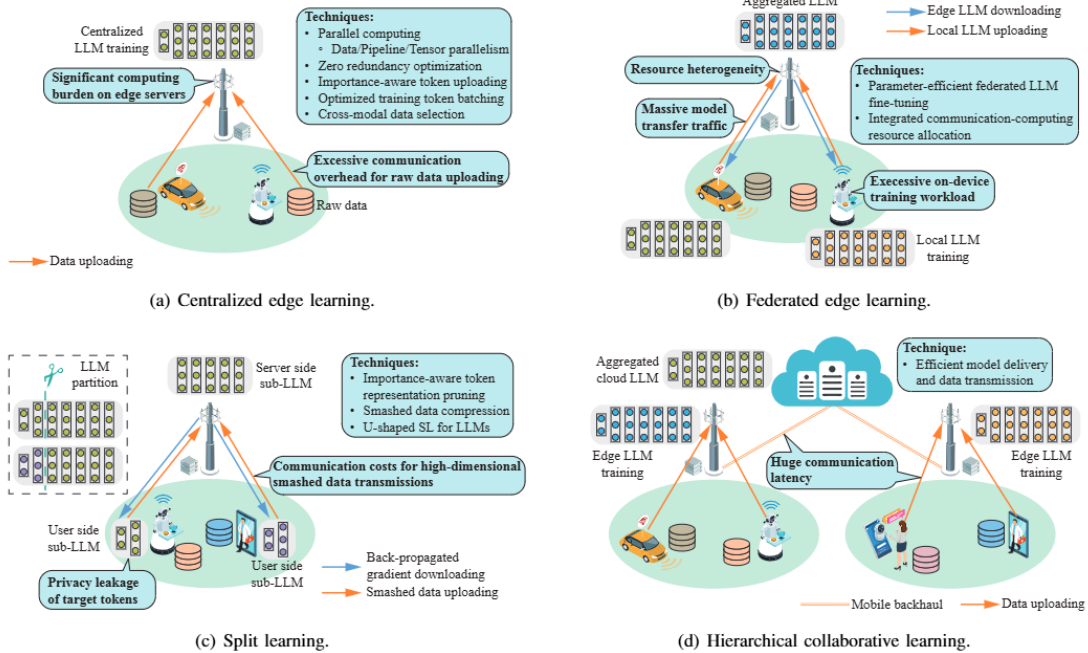 Centralized
LLM training
Techniques:
• Parallel computing
∘ Data/Pipeline/Tensor parallelism
• Zero redundancy optimization
• Importance-aware token uploading
• Optimized training token batching
• Cross-modal data selection
Significant computing
burden on edge servers
Excessive communication
overhead for raw data uploading
Raw data
Data uploading
(a) Centralized edge learning.
Aggregated LLM
Edge LLM downloading
Local LLM uploading
Resource heterogeneity
Techniques:
• Parameter-efficient federated LLM
fine-tuning
• Integrated communication-computing
resource allocation
Massive model
transfer traffic
Execessive on-device
training workload
Local LLM
training
(b) Federated edge learning.
LLM
partition
Server side
sub-LLM
Techniques:
• Importance-aware token
representation pruning
• Smashed data compression
• U-shaped SL for LLMs
Communication costs for high-dimensional
smashed data transmissions
User side
sub-LLM
User side
sub-LLM
Privacy leakage
of target tokens
Back-propagated
gradient downloading
Smashed data uploading
(c) Split learning.
Aggregated
cloud LLM
Technique:
• Efficient model delivery
and data transmission
Edge LLM
training
Edge LLM
training
Huge communication
latency
Mobile backhaul
Data uploading
(d) Hierarchical collaborative learning.